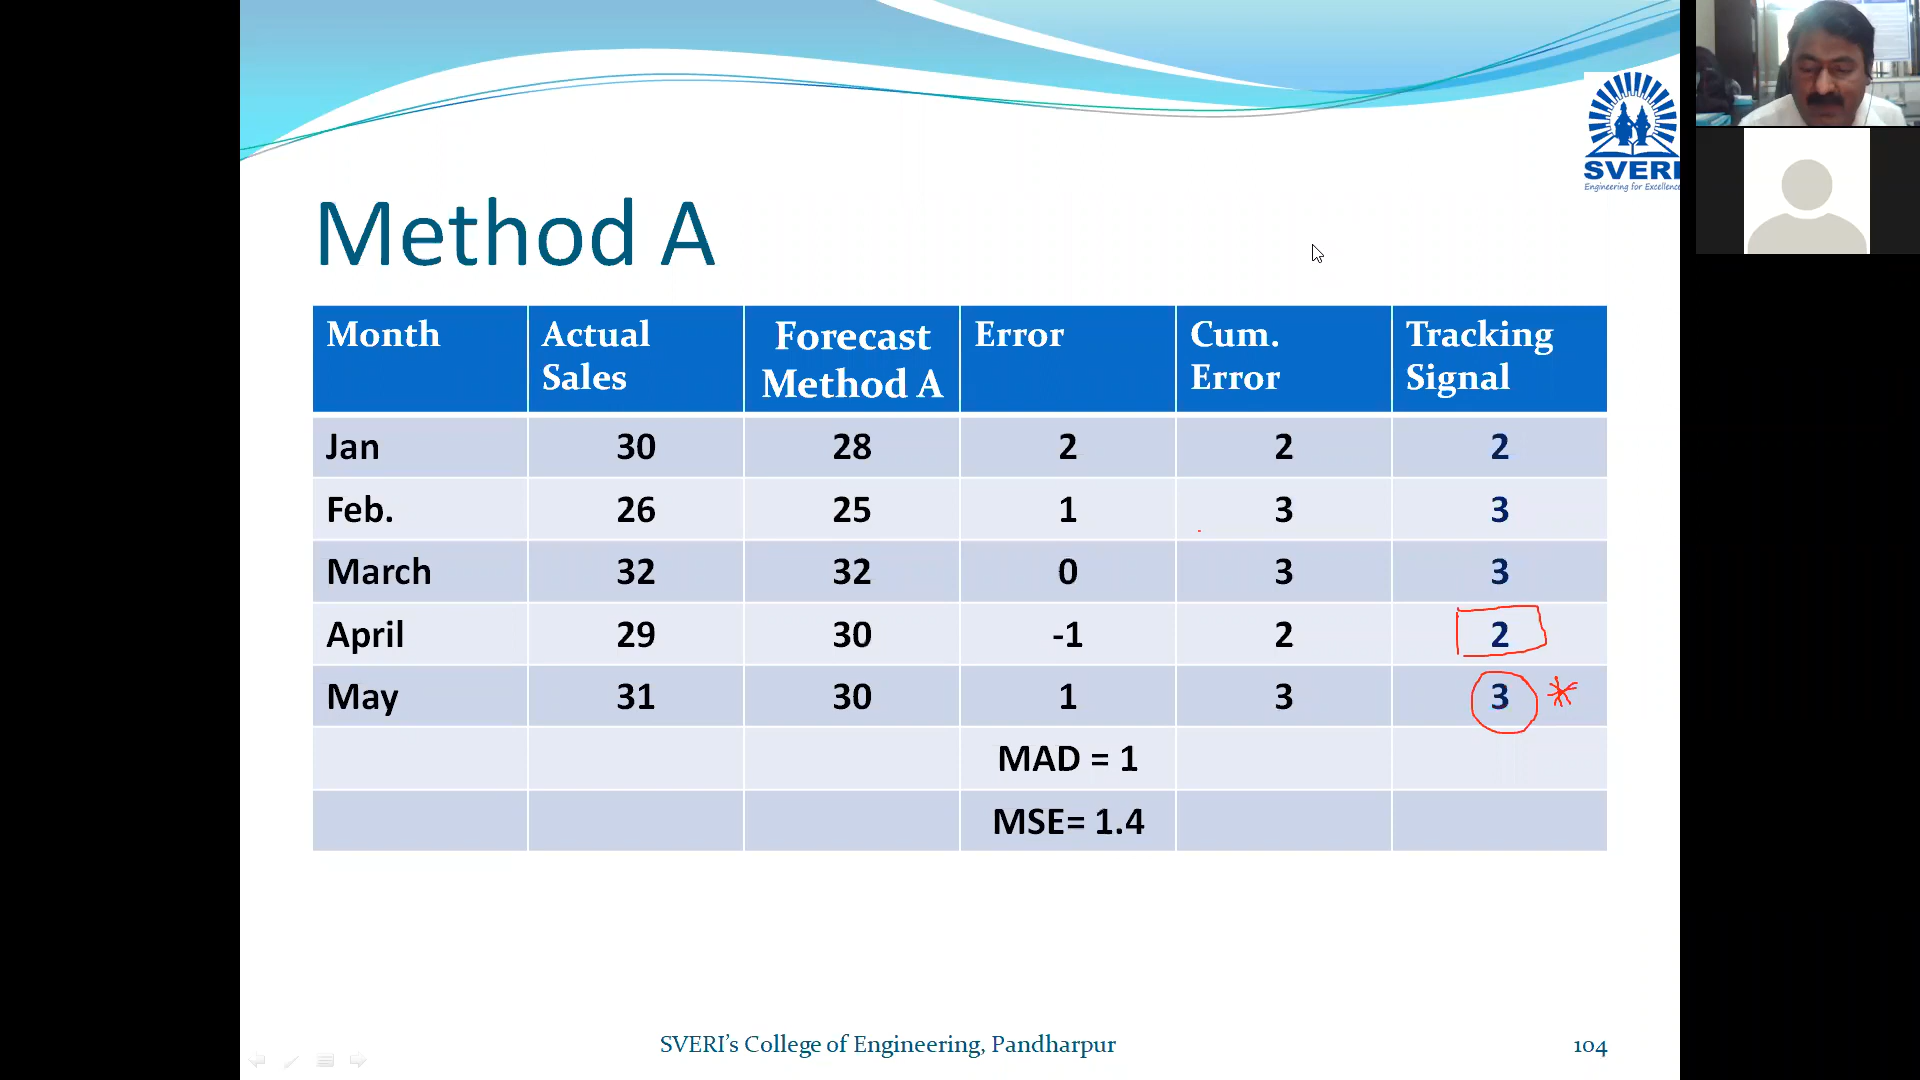 SVERI
Engineering for Excellence
Method A
Month Actual Sales Forecast Method A Error Cum. Error Tracking Signal
Jan 30 28 2 2 2
Feb. 26 25 1 3 3
March 32 32 0 3 3
April 29 30 -1 2 2
May 31 30 1 3 3 *
MAD = 1
MSE= 1.4
SVERI's College of Engineering, Pandharpur 104